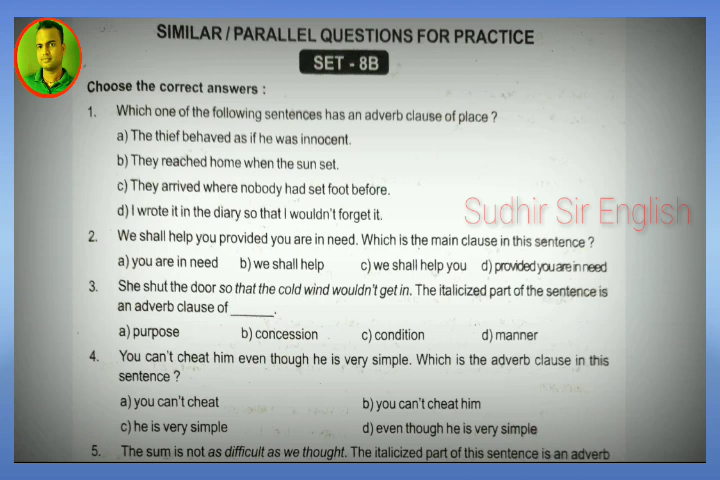 SIMILAR / PARALLEL QUESTIONS FOR PRACTICE
SET - 8B
Choose the correct answers :
1. Which one of the following sentences has an adverb clause of place ?
a) The thief behaved as if he was innocent.
b) They reached home when the sun set.
c) They arrived where nobody had set foot before.
d) I wrote it in the diary so that I wouldn't forget it.
Sudhir Sir English
2. We shall help you provided you are in need. Which is the main clause in this sentence ?
a) you are in need b) we shall help c) we shall help you d) provided you are in need
3. She shut the door so that the cold wind wouldn't get in. The italicized part of the sentence is
an adverb clause of ______.
a) purpose b) concession c) condition d) manner
4. You can't cheat him even though he is very simple. Which is the adverb clause in this
sentence ?
a) you can't cheat b) you can't cheat him
c) he is very simple d) even though he is very simple
5. The sum is not as difficult as we thought. The italicized part of this sentence is an adverb